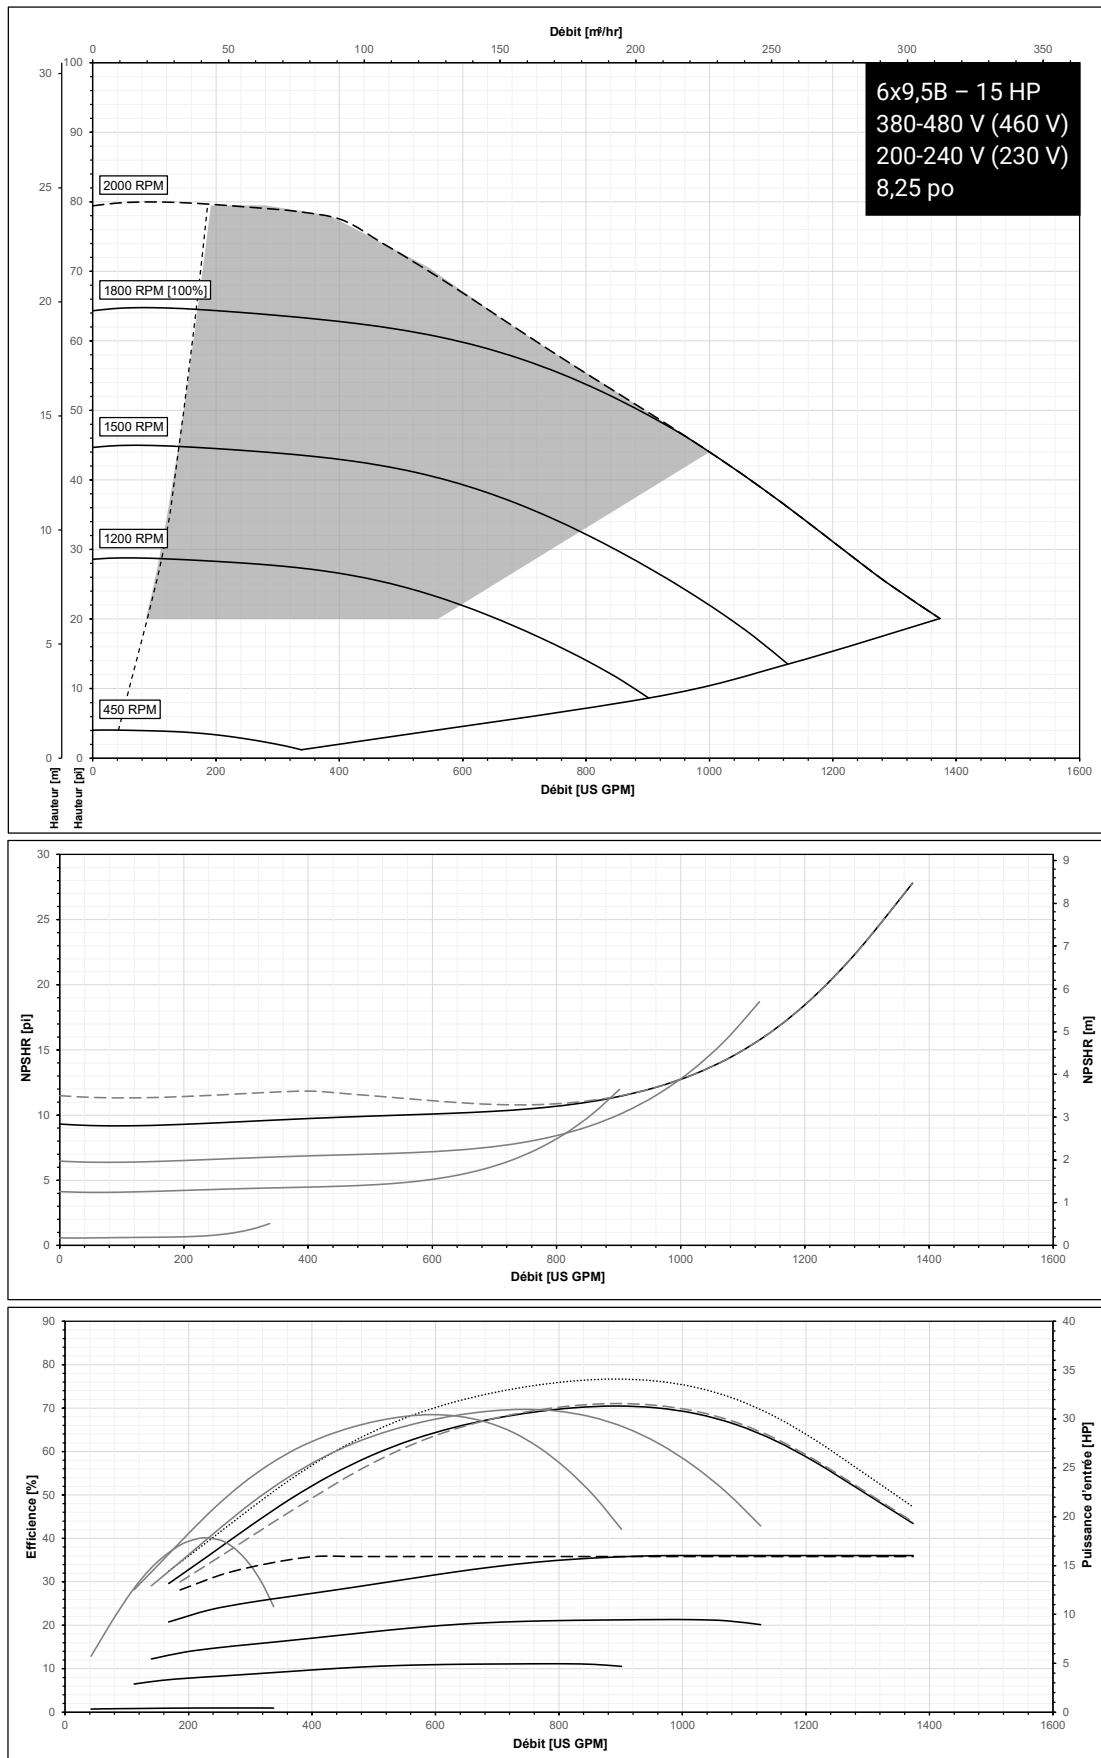 Débit [m³/hr]
0 50 100 150 200 250 300 350
30 100
6x9,5B – 15 HP
380-480 V (460 V)
200-240 V (230 V)
8,25 po
90
25 80
2000 RPM
70
20
1800 RPM [100%]
60
15 50
1500 RPM
40
10 30
1200 RPM
20
5
10
450 RPM
0 0
0 200 400 600 800 1000 1200 1400 1600
Débit [US GPM]
Hauteur [m]
Hauteur [pi]
30 9
8
25
7
20 6
5
15
4
10 3
2
5
1
0 0
NPSHR [pi]
NPSHR [m]
0 200 400 600 800 1000 1200 1400 1600
Débit [US GPM]
90 40
80 35
70 30
60
25
50
20
40
15
30
10
20
10 5
0 0
Efficience [%]
Puissance d'entrée [HP]
0 200 400 600 800 1000 1200 1400 1600
Débit [US GPM]